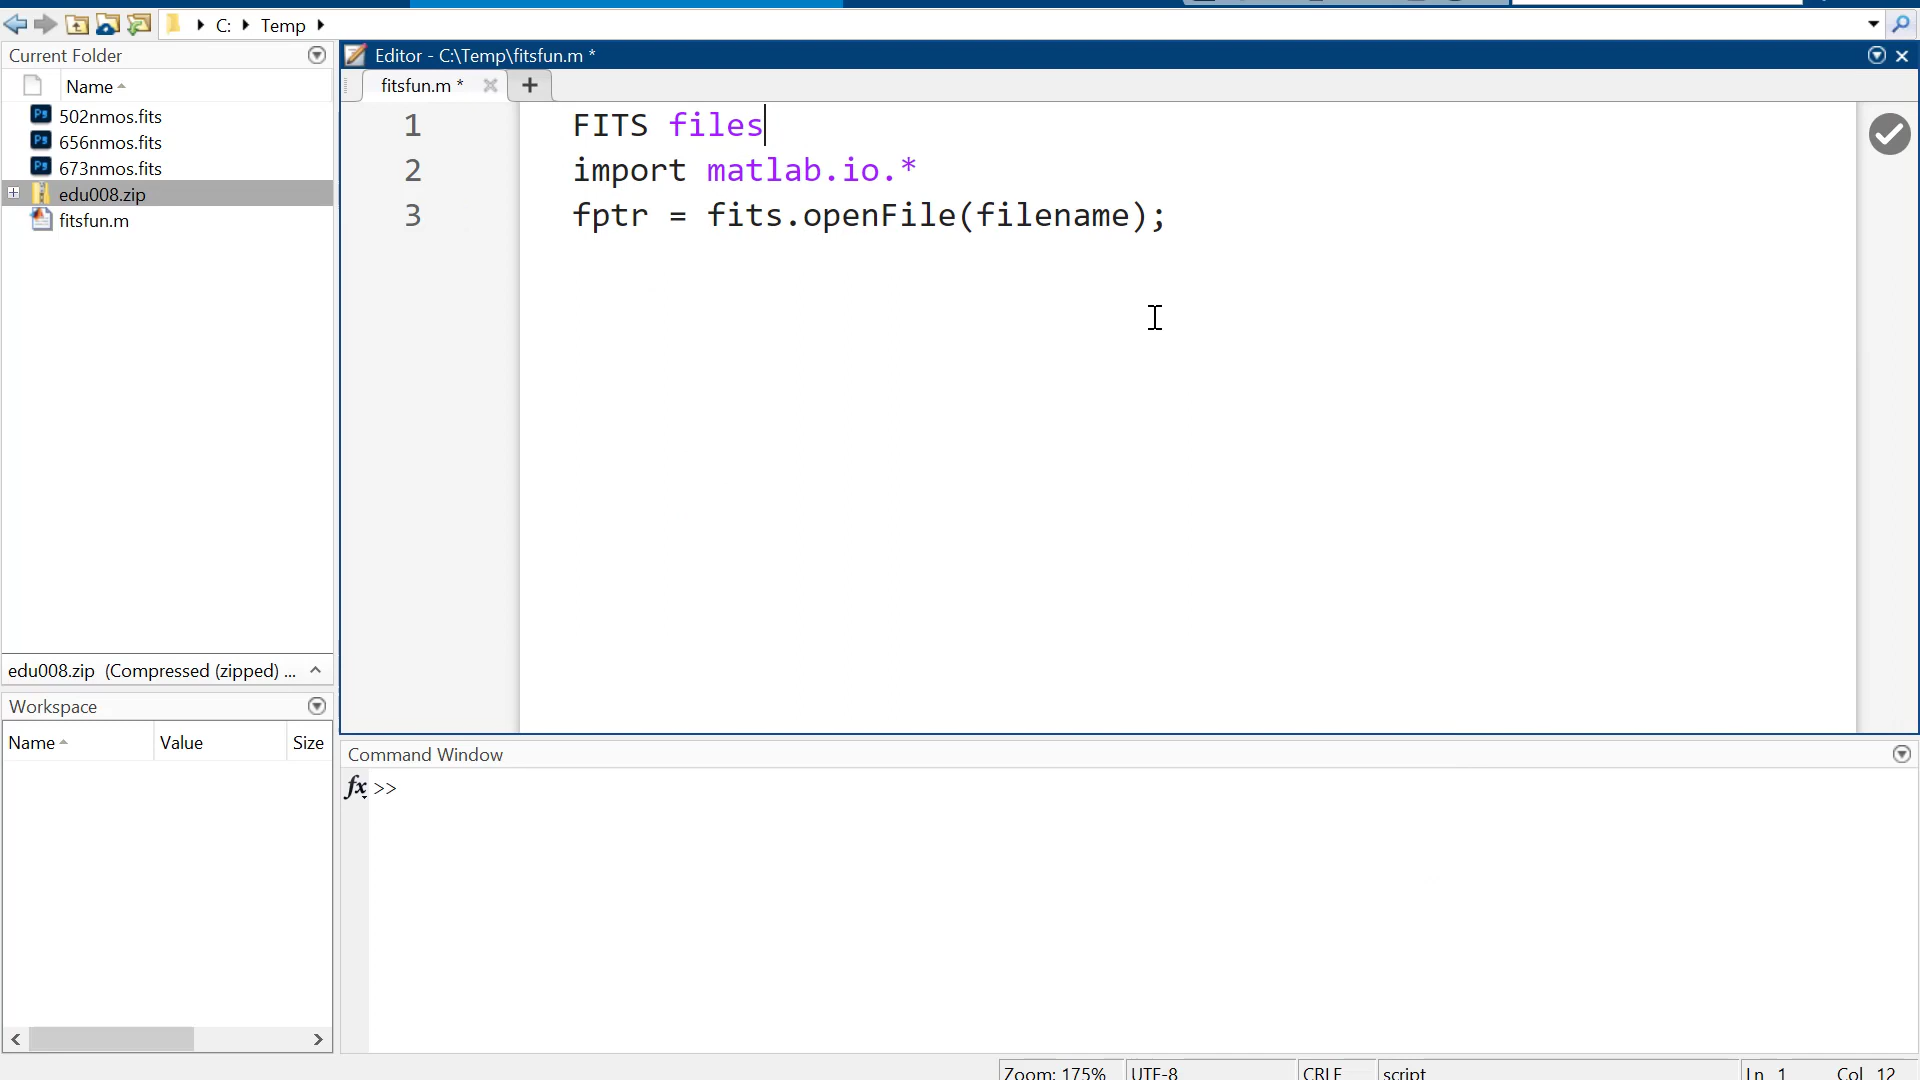 C: Temp
Current Folder
Editor - C:\Temp\fitsfun.m *
fitsfun.m *
Name
502nmos.fits
656nmos.fits
673nmos.fits
edu008.zip
fitsfun.m
1 FITS files
2 import matlab.io.*
3 fptr = fits.openFile(filename);
edu008.zip (Compressed (zipped) ...
Workspace
Name Value Size
Command Window
fx >>
Zoom: 175% UTF-8 CRLF script Ln 1 Col 12